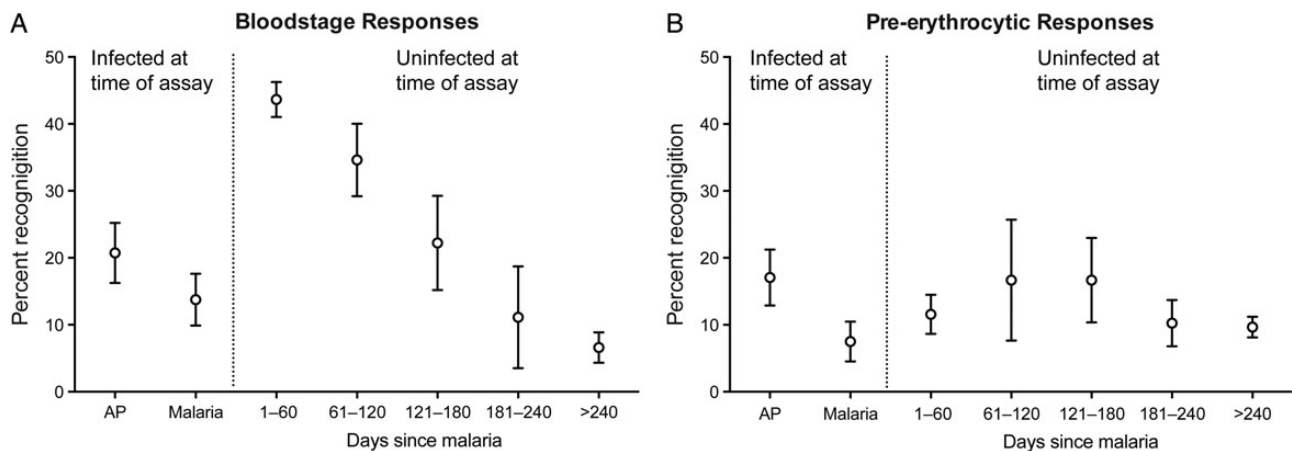 A
Bloodstage Responses
Infected at
time of assay
Uninfected at
time of assay
Percent recognigition
50
40
30
20
10
0
AP
Malaria
1–60
61–120
121–180
181–240
>240
Days since malaria
B
Pre-erythrocytic Responses
Infected at
time of assay
Uninfected at
time of assay
Percent recognigition
50
40
30
20
10
0
AP
Malaria
1–60
61–120
121–180
181–240
>240
Days since malaria